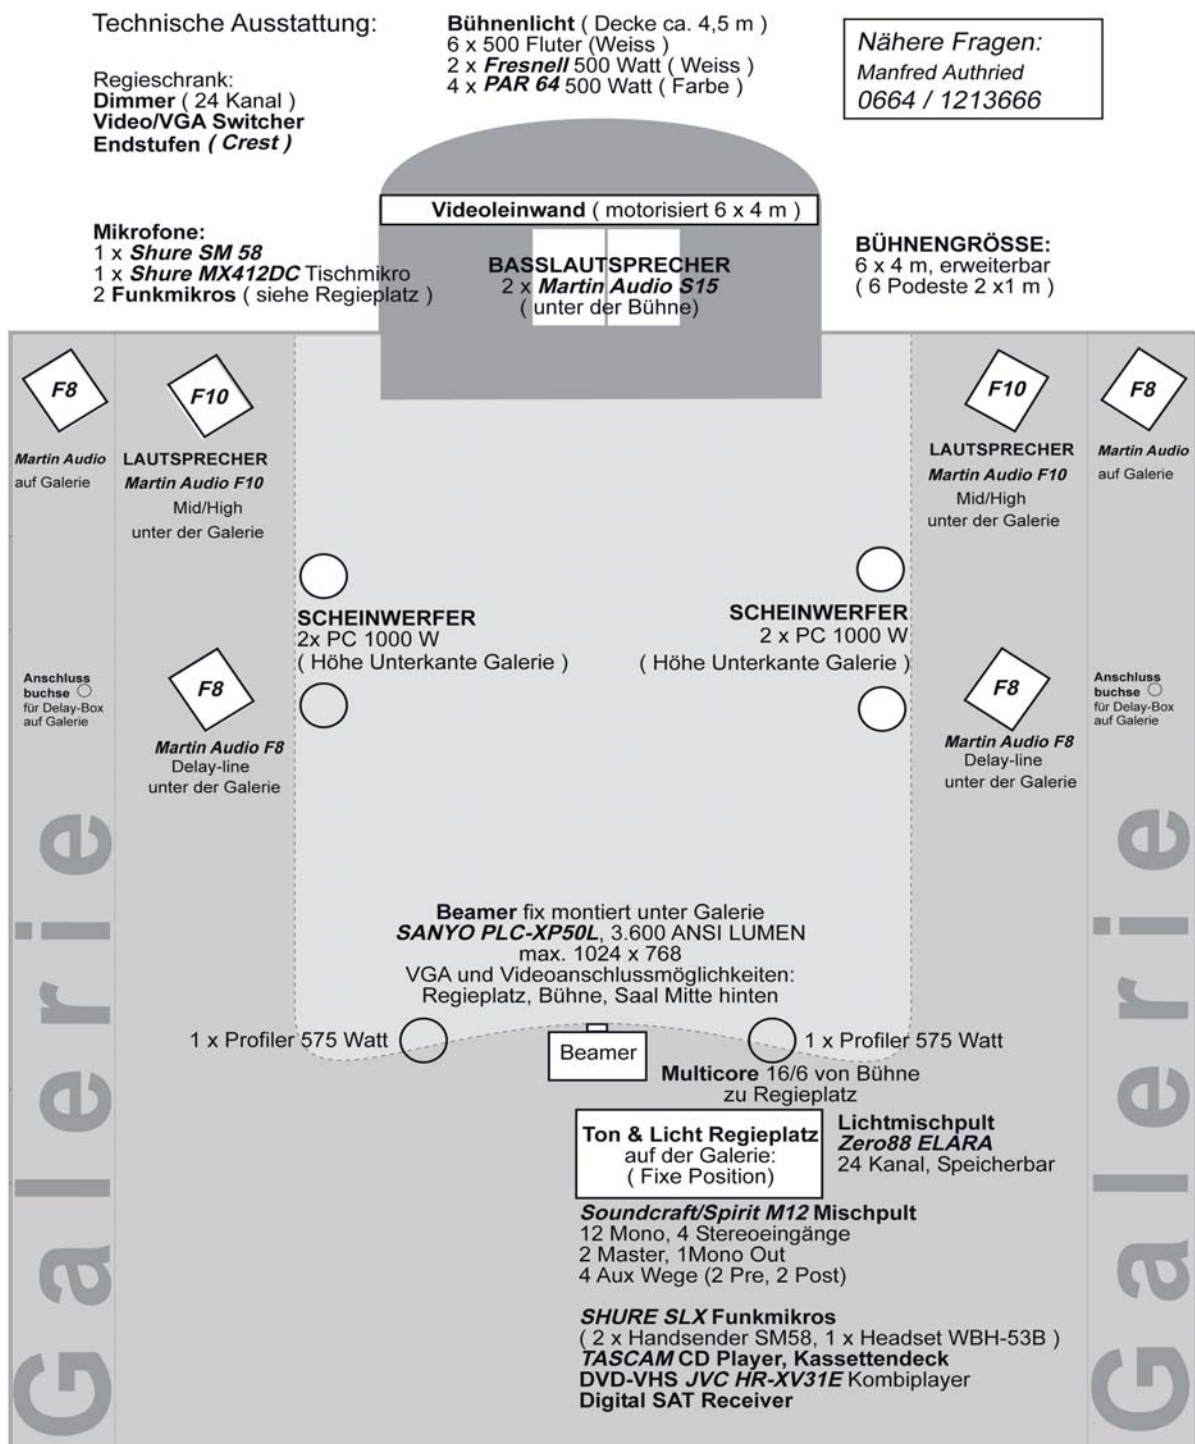 Technische Ausstattung:
Regieschrank:
Dimmer ( 24 Kanal )
Video/VGA Switcher
Endstufen ( Crest )
Bühnenlicht ( Decke ca. 4,5 m )
6 x 500 Fluter (Weiss )
2 x Fresnell 500 Watt ( Weiss )
4 x PAR 64 500 Watt ( Farbe )
Nähere Fragen:
Manfred Authried
0664 / 1213666
Mikrofone:
1 x Shure SM 58
1 x Shure MX412DC Tischmikro
2 Funkmikros ( siehe Regieplatz )
Videoleinwand ( motorisiert 6 x 4 m )
BASSLAUTSPRECHER
2 x Martin Audio S15
( unter der Bühne)
BÜHNENGRÖSSE:
6 x 4 m, erweiterbar
( 6 Podeste 2 x1 m )
F8
Martin Audio
auf Galerie
F10
LAUTSPRECHER
Martin Audio F10
Mid/High
unter der Galerie
F10
LAUTSPRECHER
Martin Audio F10
Mid/High
unter der Galerie
F8
Martin Audio
auf Galerie
SCHEINWERFER
2x PC 1000 W
( Höhe Unterkante Galerie )
SCHEINWERFER
2 x PC 1000 W
( Höhe Unterkante Galerie )
Anschluss
buchse
für Delay-Box
auf Galerie
F8
Martin Audio F8
Delay-line
unter der Galerie
F8
Martin Audio F8
Delay-line
unter der Galerie
Anschluss
buchse
für Delay-Box
auf Galerie
Galerie
Galerie
Beamer fix montiert unter Galerie
SANYO PLC-XP50L, 3.600 ANSI LUMEN
max. 1024 x 768
VGA und Videoanschlussmöglichkeiten:
Regieplatz, Bühne, Saal Mitte hinten
1 x Profiler 575 Watt
Beamer
1 x Profiler 575 Watt
Multicore 16/6 von Bühne
zu Regieplatz
Ton & Licht Regieplatz
auf der Galerie:
( Fixe Position)
Lichtmischpult
Zero88 ELARA
24 Kanal, Speicherbar
Soundcraft/Spirit M12 Mischpult
12 Mono, 4 Stereoeingänge
2 Master, 1Mono Out
4 Aux Wege (2 Pre, 2 Post)
SHURE SLX Funkmikros
( 2 x Handsender SM58, 1 x Headset WBH-53B )
TASCAM CD Player, Kassettendeck
DVD-VHS JVC HR-XV31E Kombiplayer
Digital SAT Receiver